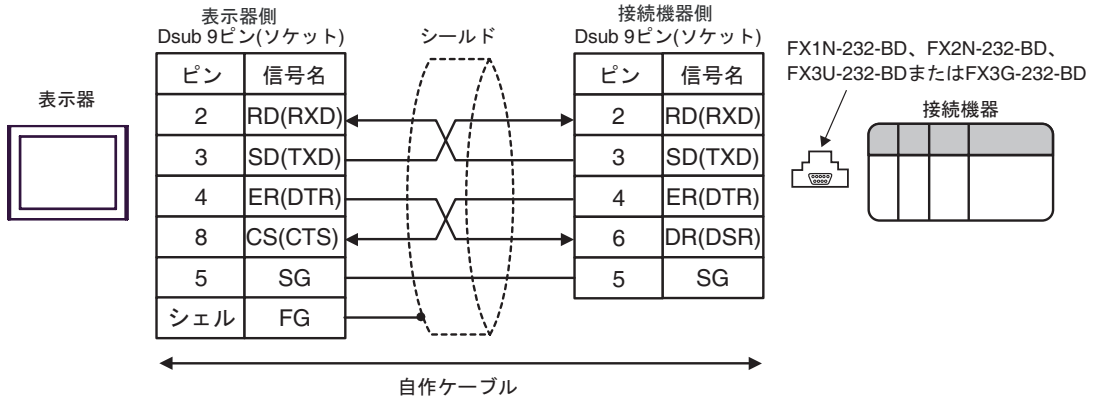 表示器側
Dsub 9ピン(ソケット)
シールド
接続機器側
Dsub 9ピン(ソケット)
FX1N-232-BD、FX2N-232-BD、
FX3U-232-BDまたはFX3G-232-BD
表示器
接続機器
ピン 信号名
2 RD(RXD)
3 SD(TXD)
4 ER(DTR)
8 CS(CTS)
5 SG
シェル FG
ピン 信号名
2 RD(RXD)
3 SD(TXD)
4 ER(DTR)
6 DR(DSR)
5 SG
自作ケーブル